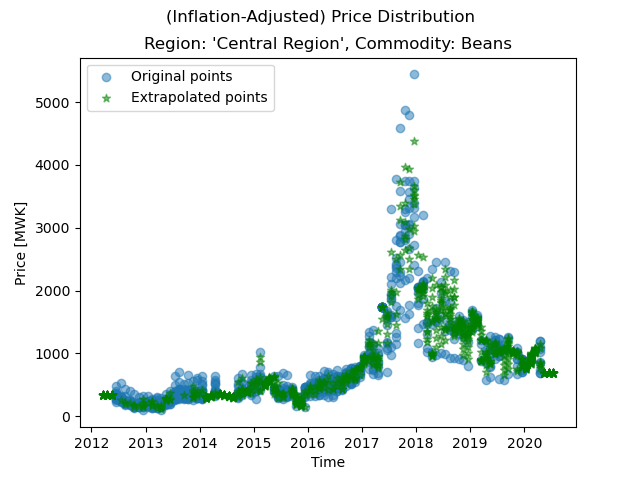 (Inflation-Adjusted) Price Distribution
Region: 'Central Region', Commodity: Beans
Original points
Extrapolated points
Price [MWK]
5000
4000
3000
2000
1000
0
2012 2013 2014 2015 2016 2017 2018 2019 2020
Time